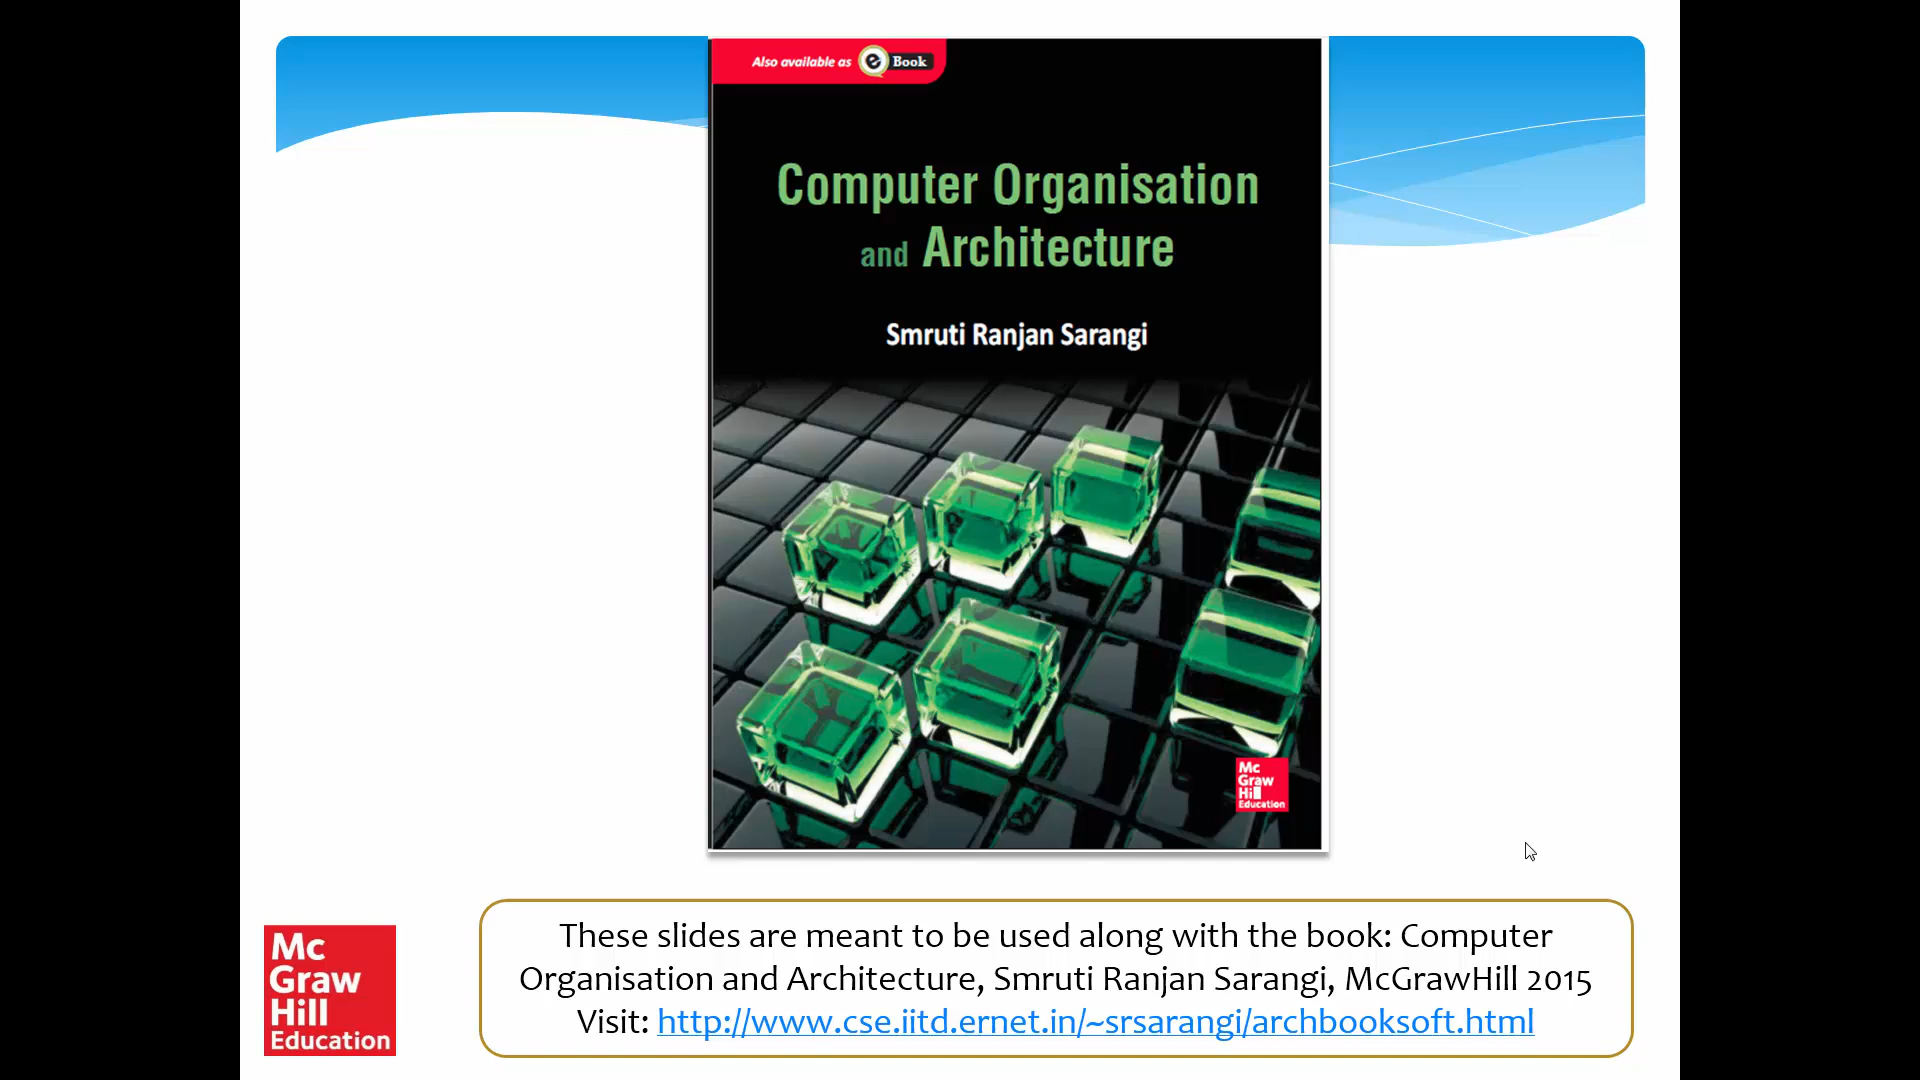 Also available as e Book
Computer Organisation
and Architecture
Smruti Ranjan Sarangi
Mc
Graw
Hill
Education
Mc
Graw
Hill
Education
These slides are meant to be used along with the book: Computer
Organisation and Architecture, Smruti Ranjan Sarangi, McGrawHill 2015
Visit: http://www.cse.iitd.ernet.in/~srsarangi/archbooksoft.html